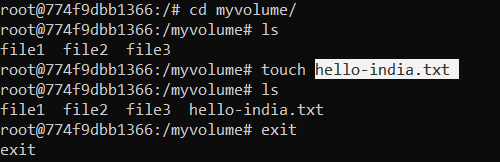 root@774f9dbb1366:/# cd myvolume/
root@774f9dbb1366:/myvolume# ls
file1  file2  file3
root@774f9dbb1366:/myvolume# touch hello-india.txt
root@774f9dbb1366:/myvolume# ls
file1  file2  file3  hello-india.txt
root@774f9dbb1366:/myvolume# exit
exit